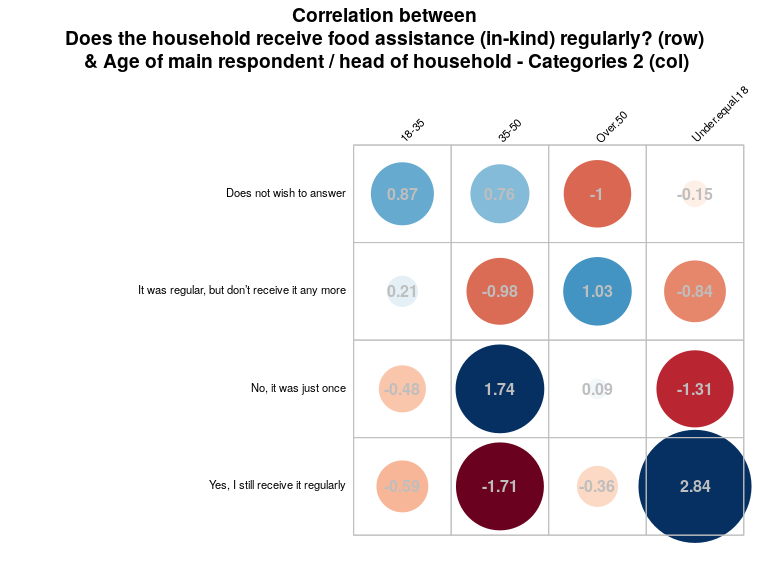 Correlation between
Does the household receive food assistance (in-kind) regularly? (row)
& Age of main respondent / head of household - Categories 2 (col)
18-35 35-50 Over.50 Under.equal.18
Does not wish to answer 0.87 0.76 -1 -0.15
It was regular, but don't receive it any more 0.21 -0.98 1.03 -0.84
No, it was just once -0.48 1.74 0.09 -1.31
Yes, I still receive it regularly -0.59 -1.71 -0.36 2.84